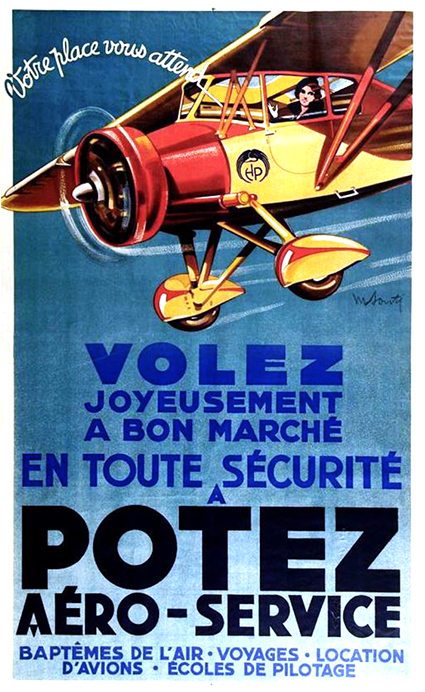 Votre place vous attend
VOLEZ
JOYEUSEMENT
A BON MARCHÉ
EN TOUTE SÉCURITÉ
A
POTEZ
AÉRO-SERVICE
BAPTÊMES DE L'AIR · VOYAGES · LOCATION
D'AVIONS · ÉCOLES DE PILOTAGE